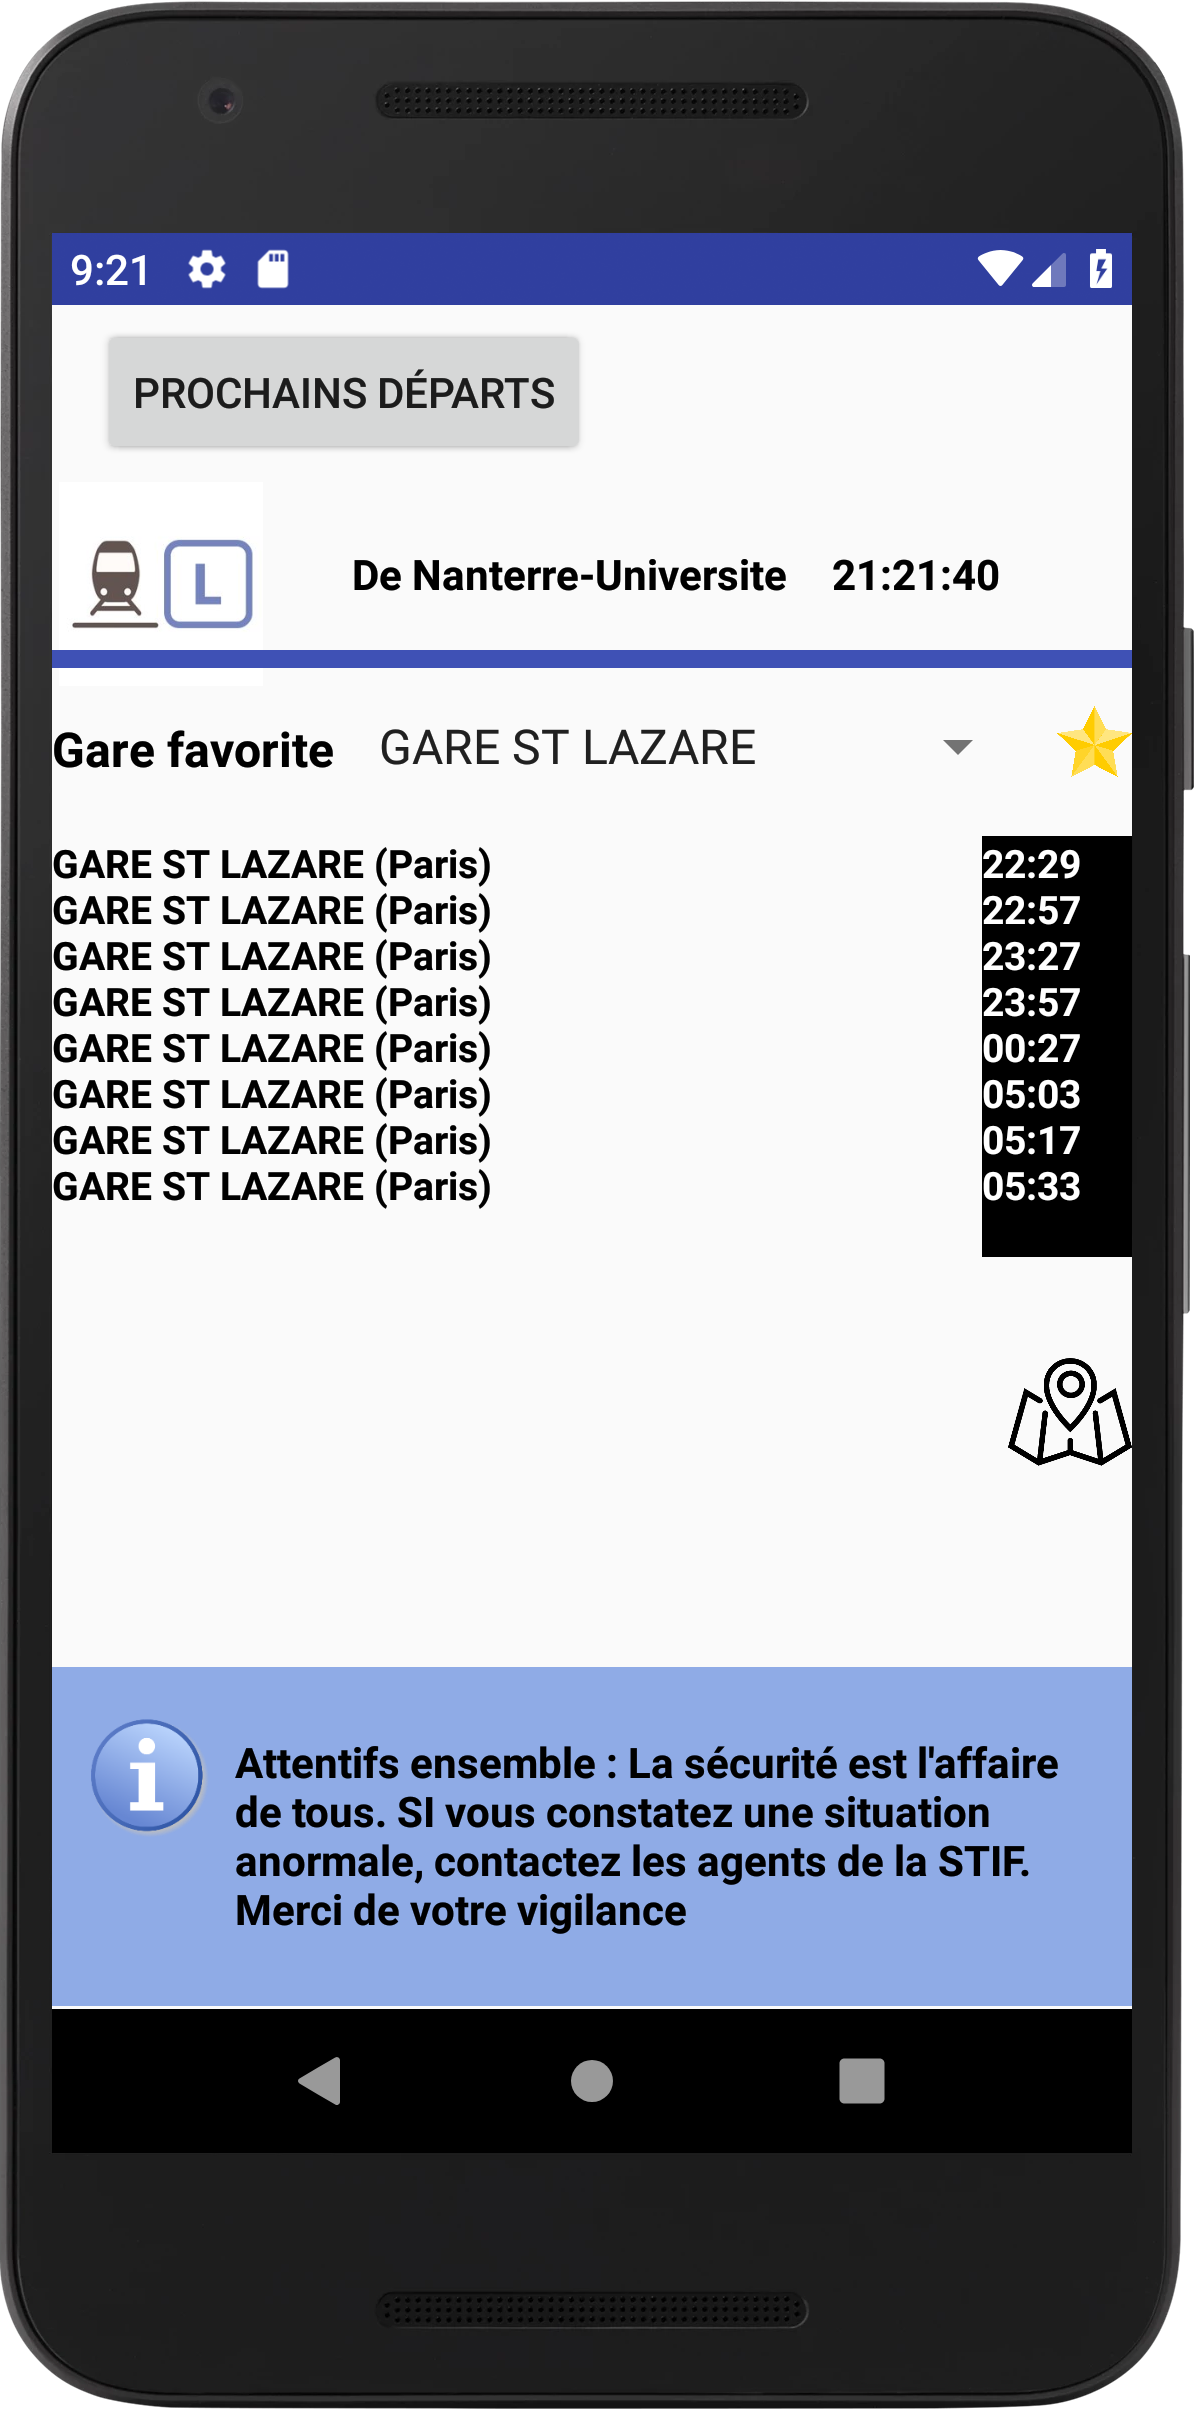 9:21
PROCHAINS DÉPARTS
L
De Nanterre-Universite 21:21:40
Gare favorite GARE ST LAZARE
GARE ST LAZARE (Paris) 22:29
GARE ST LAZARE (Paris) 22:57
GARE ST LAZARE (Paris) 23:27
GARE ST LAZARE (Paris) 23:57
GARE ST LAZARE (Paris) 00:27
GARE ST LAZARE (Paris) 05:03
GARE ST LAZARE (Paris) 05:17
GARE ST LAZARE (Paris) 05:33
i
Attentifs ensemble : La sécurité est l'affaire
de tous. SI vous constatez une situation
anormale, contactez les agents de la STIF.
Merci de votre vigilance